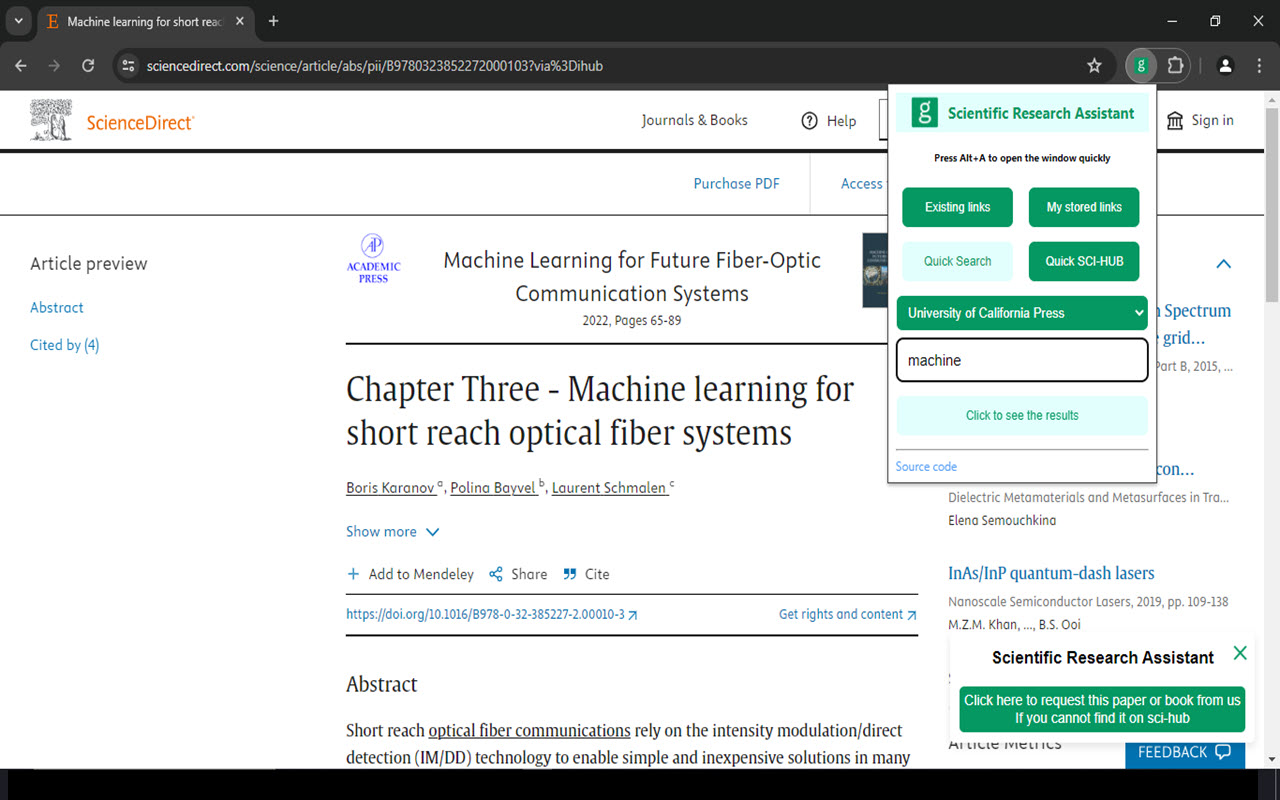 Machine learning for short reac
sciencedirect.com/science/article/abs/pii/B9780323852272000103?via%3Dihub
g
ScienceDirect
Journals & Books
Help
Sign in
Purchase PDF
Access
Article preview
Abstract
Cited by (4)
AP
ACADEMIC
PRESS
Machine Learning for Future Fiber-Optic
Communication Systems
2022, Pages 65-89
Chapter Three - Machine learning for
short reach optical fiber systems
Boris Karanov a, Polina Bayvel b, Laurent Schmalen c
Show more
Add to Mendeley
Share
Cite
https://doi.org/10.1016/B978-0-32-385227-2.00010-3
Get rights and content
Abstract
Short reach optical fiber communications rely on the intensity modulation/direct
detection (IM/DD) technology to enable simple and inexpensive solutions in many
g Scientific Research Assistant
Press Alt+A to open the window quickly
Existing links
My stored links
Quick Search
Quick SCI-HUB
University of California Press
machine
Click to see the results
Source code
Spectrum
grid...
Part B, 2015, ...
con...
Dielectric Metamaterials and Metasurfaces in Tra...
Elena Semouchkina
InAs/InP quantum-dash lasers
Nanoscale Semiconductor Lasers, 2019, pp. 109-138
M.Z.M. Khan, ..., B.S. Ooi
Scientific Research Assistant
Click here to request this paper or book from us
If you cannot find it on sci-hub
Article Metrics
FEEDBACK